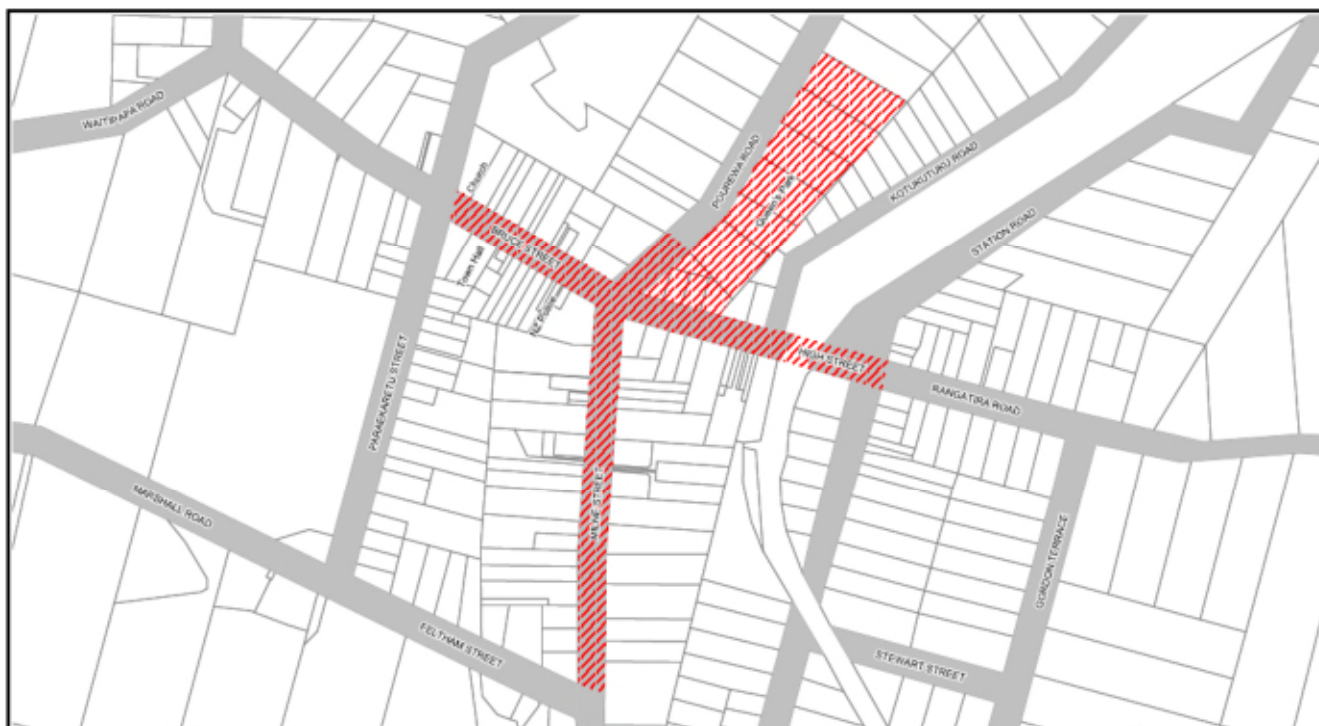 WAITAPAPA ROAD
Church
BRUCE STREET
Town Hall
NZ Police
POUREWA ROAD
Queen's Park
KOTUKUTUKU ROAD
STATION ROAD
PARAEKARETU STREET
HIGH STREET
RANGATIRA ROAD
MARSHALL ROAD
MILNE STREET
GORDON TERRACE
FELTHAM STREET
STEWART STREET